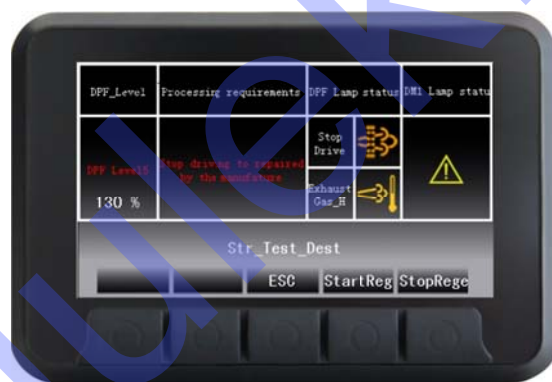 DPF_Level Processing requirements DPF Lamp status DM1 Lamp statu
DPF Level5
130 %
Stop driving to repaired
by the manufuture
Stop
Drive
Exhaust
Gas_H
Str_Test_Dest
ESC StartReg StopRege